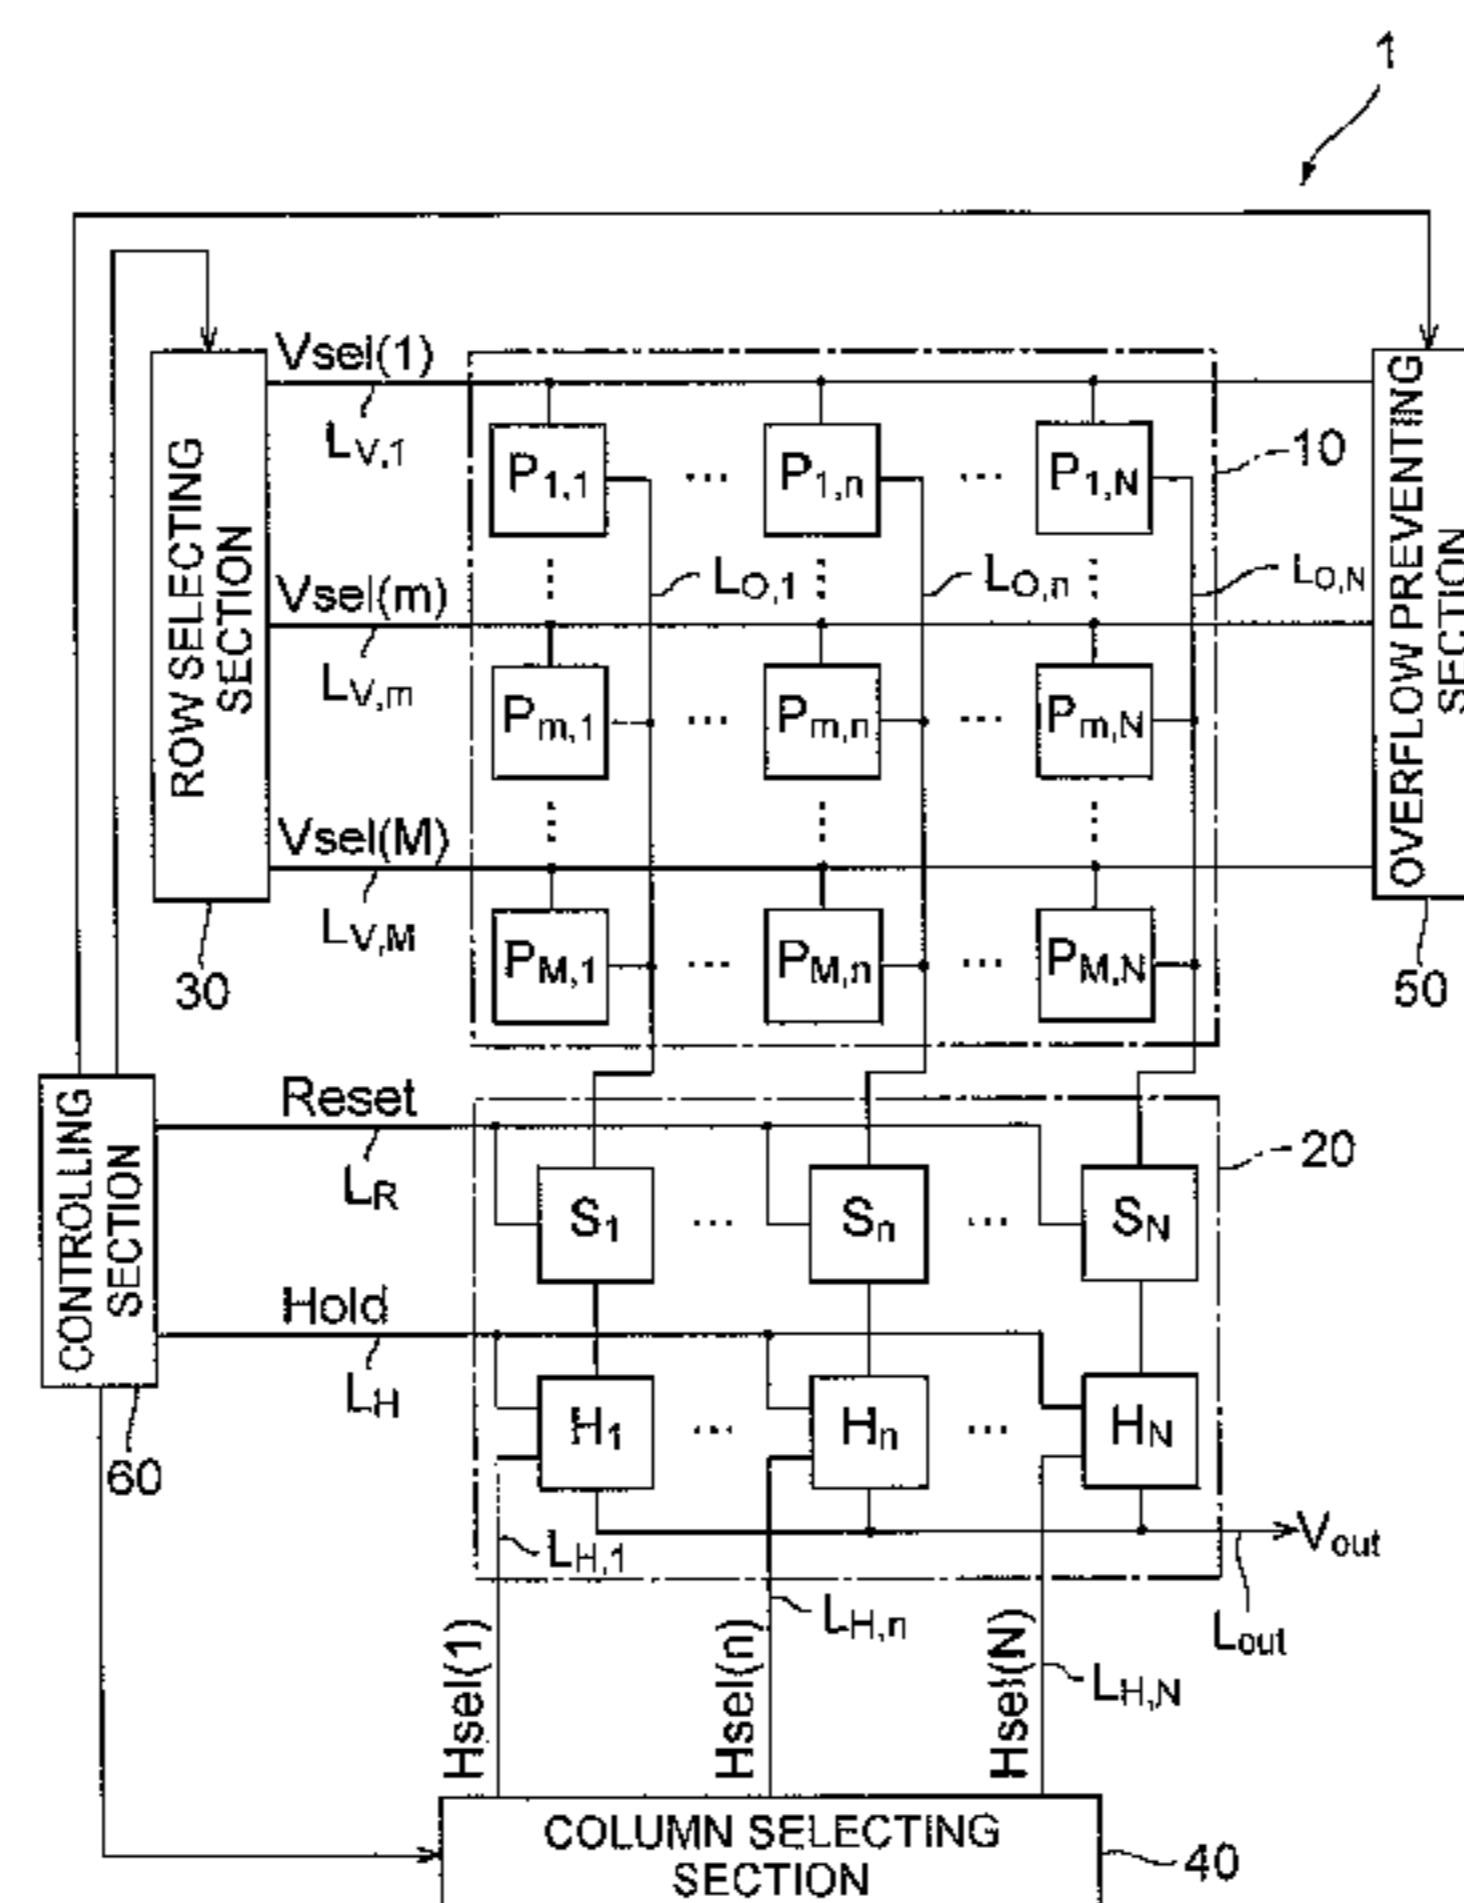 1
Vsel(1)
LV,1
ROW SELECTING
SECTION
30
P1,1 ... P1,n ... P1,N
10
LO,1
LO,n
LO,N
Vsel(m)
LV,m
Pm,1 ... Pm,n ... Pm,N
Vsel(M)
LV,M
PM,1 ... PM,n ... PM,N
OVERFLOW PREVENTING
SECTION
50
CONTROLLING
SECTION
60
Reset
LR
20
S1 ... Sn ... SN
Hold
LH
H1 ... Hn ... HN
Vout
Lout
LH,1
LH,n
LH,N
Hsel(1)
Hsel(n)
Hsel(N)
COLUMN SELECTING
SECTION
40